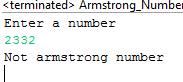 <terminated> Armstrong_Number
Enter a number
2332
Not armstrong number